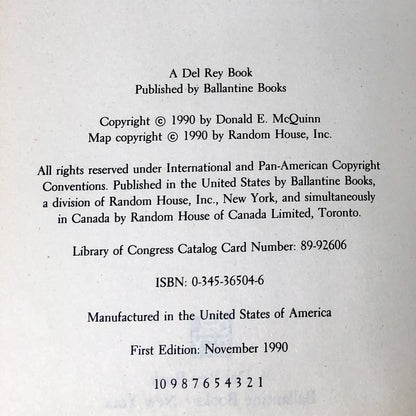 A Del Rey Book
Published by Ballantine Books
Copyright © 1990 by Donald E. McQuinn
Map copyright © 1990 by Random House, Inc.
All rights reserved under International and Pan-American Copyright
Conventions. Published in the United States by Ballantine Books,
a division of Random House, Inc., New York, and simultaneously
in Canada by Random House of Canada Limited, Toronto.
Library of Congress Catalog Card Number: 89-92606
ISBN: 0-345-36504-6
Manufactured in the United States of America
First Edition: November 1990
10 9 8 7 6 5 4 3 2 1